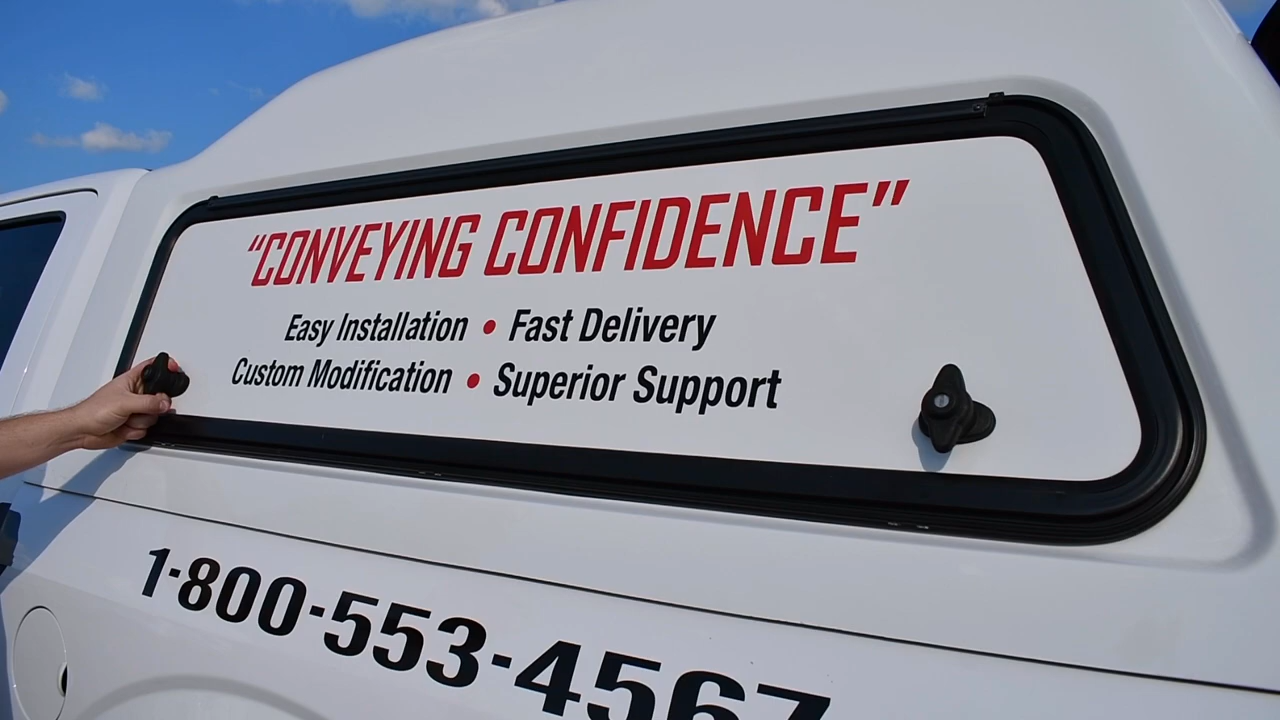 “CONVEYING CONFIDENCE”
Easy Installation • Fast Delivery
Custom Modification • Superior Support
1-800-553-4567